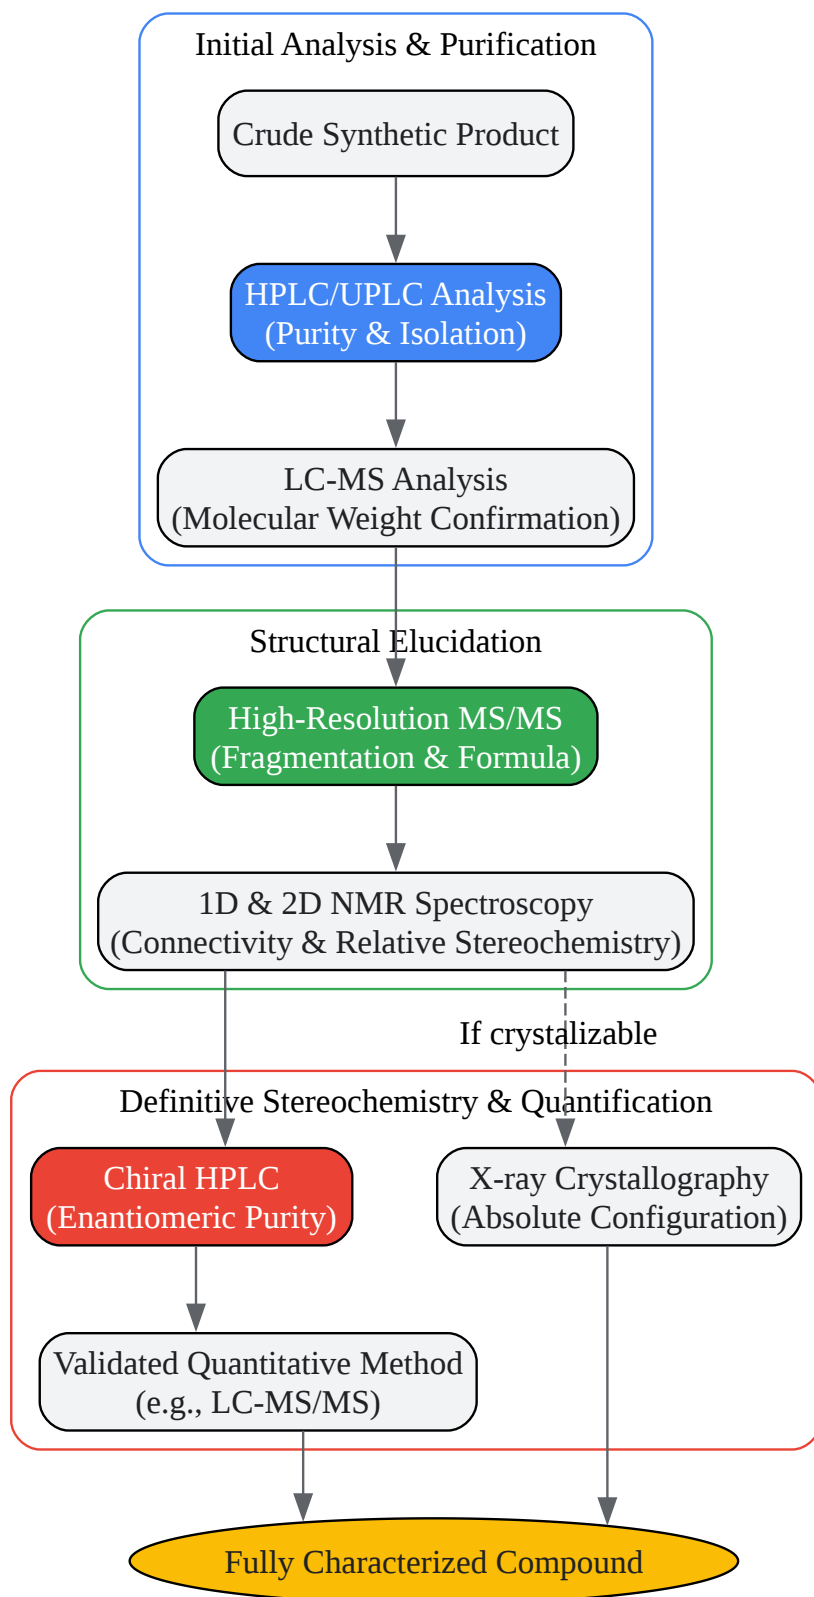 Initial Analysis & Purification
Crude Synthetic Product
HPLC/UPLC Analysis
(Purity & Isolation)
LC-MS Analysis
(Molecular Weight Confirmation)
Structural Elucidation
High-Resolution MS/MS
(Fragmentation & Formula)
1D & 2D NMR Spectroscopy
(Connectivity & Relative Stereochemistry)
If crystalizable
Definitive Stereochemistry & Quantification
Chiral HPLC
(Enantiomeric Purity)
X-ray Crystallography
(Absolute Configuration)
Validated Quantitative Method
(e.g., LC-MS/MS)
Fully Characterized Compound